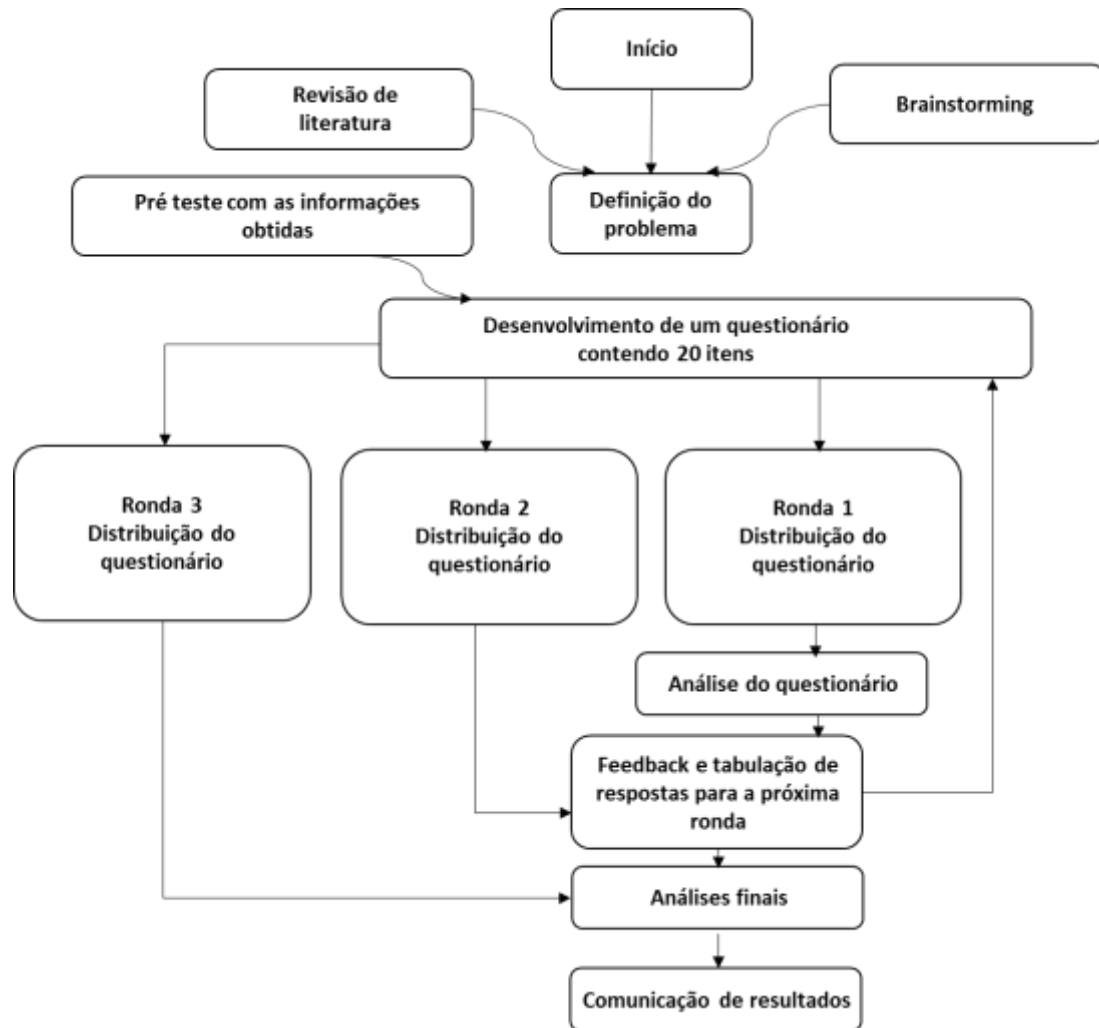 Início
Revisão de
literatura
Brainstorming
Definição do
problema
Pré teste com as informações
obtidas
Desenvolvimento de um questionário
contendo 20 itens
Ronda 3
Distribuição do
questionário
Ronda 2
Distribuição do
questionário
Ronda 1
Distribuição do
questionário
Análise do questionário
Feedback e tabulação de
respostas para a próxima
ronda
Análises finais
Comunicação de resultados